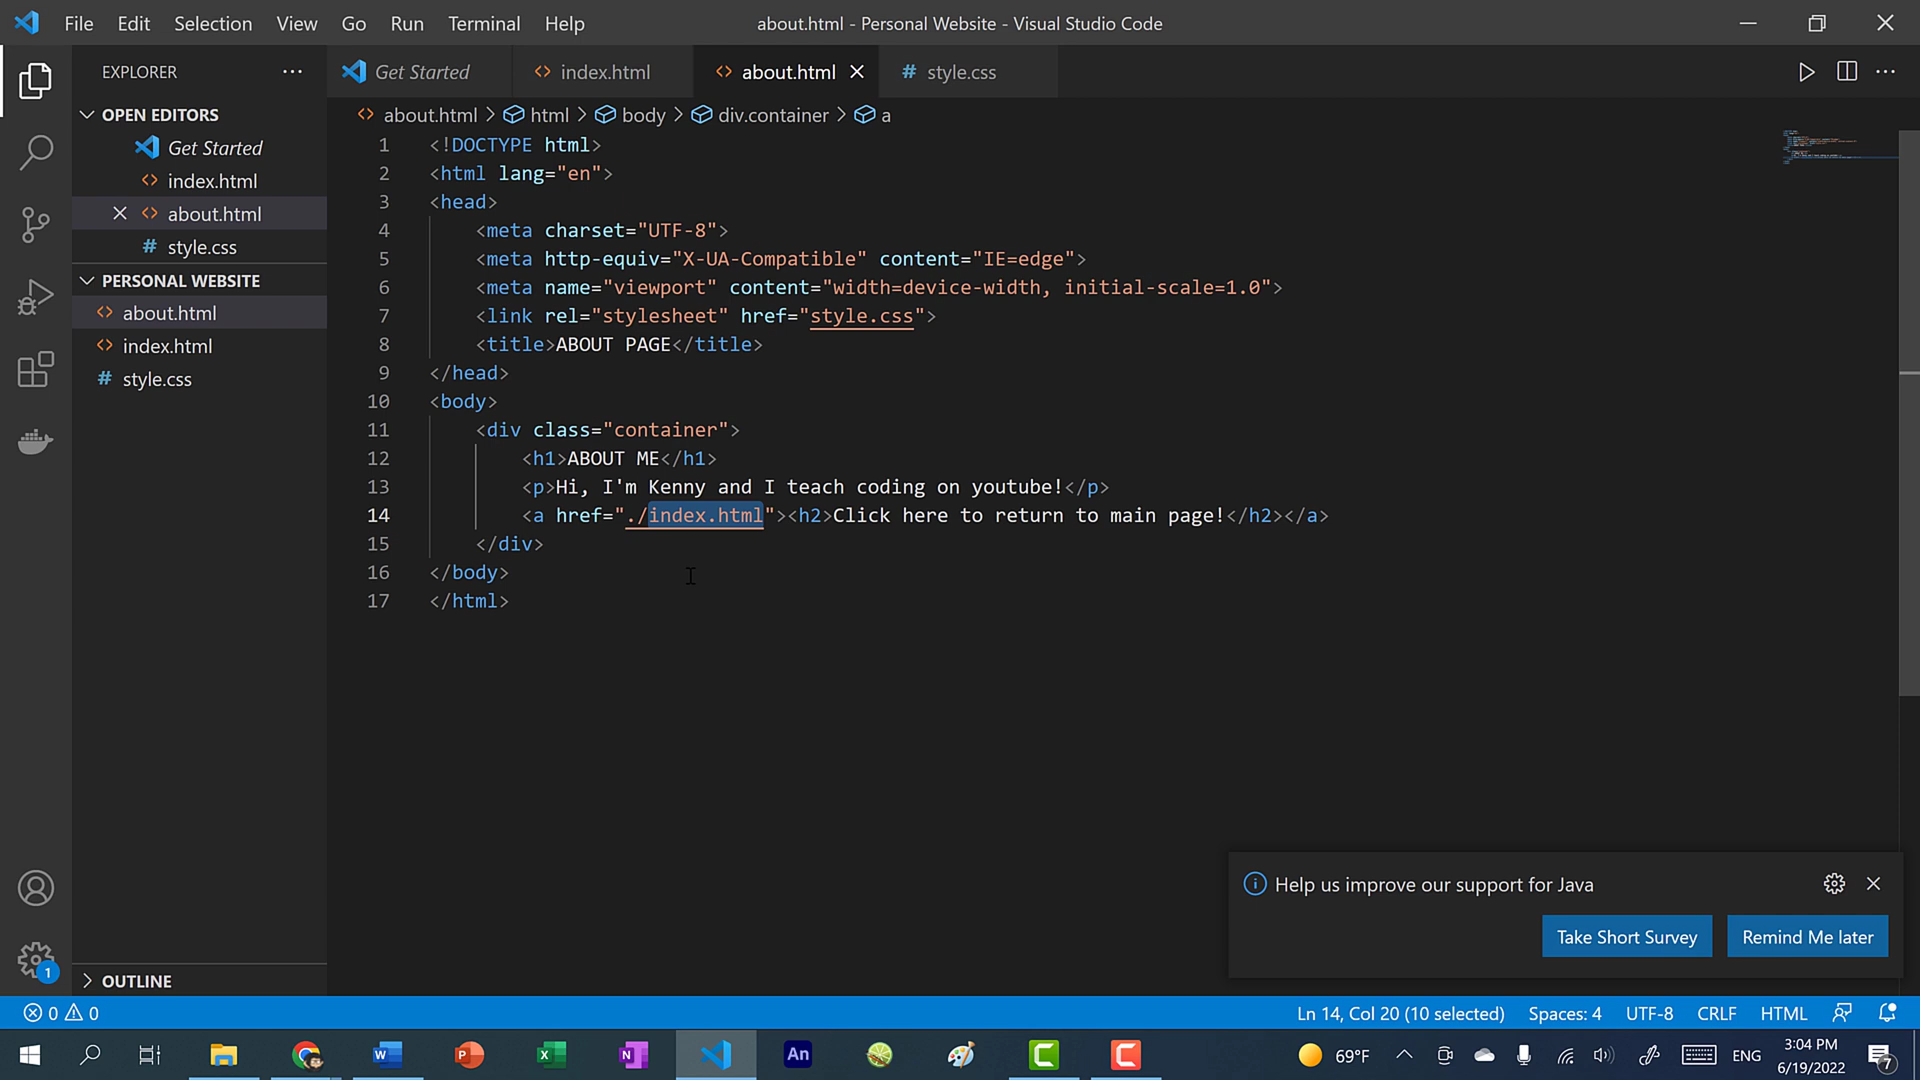 File Edit Selection View Go Run Terminal Help
about.html - Personal Website - Visual Studio Code
EXPLORER
Get Started
index.html
about.html
style.css
OPEN EDITORS
Get Started
index.html
about.html
style.css
PERSONAL WEBSITE
about.html
index.html
style.css
OUTLINE
about.html > html > body > div.container > a
1 <!DOCTYPE html>
2 <html lang="en">
3 <head>
4 <meta charset="UTF-8">
5 <meta http-equiv="X-UA-Compatible" content="IE=edge">
6 <meta name="viewport" content="width=device-width, initial-scale=1.0">
7 <link rel="stylesheet" href="style.css">
8 <title>ABOUT PAGE</title>
9 </head>
10 <body>
11 <div class="container">
12 <h1>ABOUT ME</h1>
13 <p>Hi, I'm Kenny and I teach coding on youtube!</p>
14 <a href="./index.html"><h2>Click here to return to main page!</h2></a>
15 </div>
16 </body>
17 </html>
Help us improve our support for Java
Take Short Survey
Remind Me later
1
0 0
Ln 14, Col 20 (10 selected) Spaces: 4 UTF-8 CRLF HTML
W P X N An C C
69°F
ENG
3:04 PM
6/19/2022
7